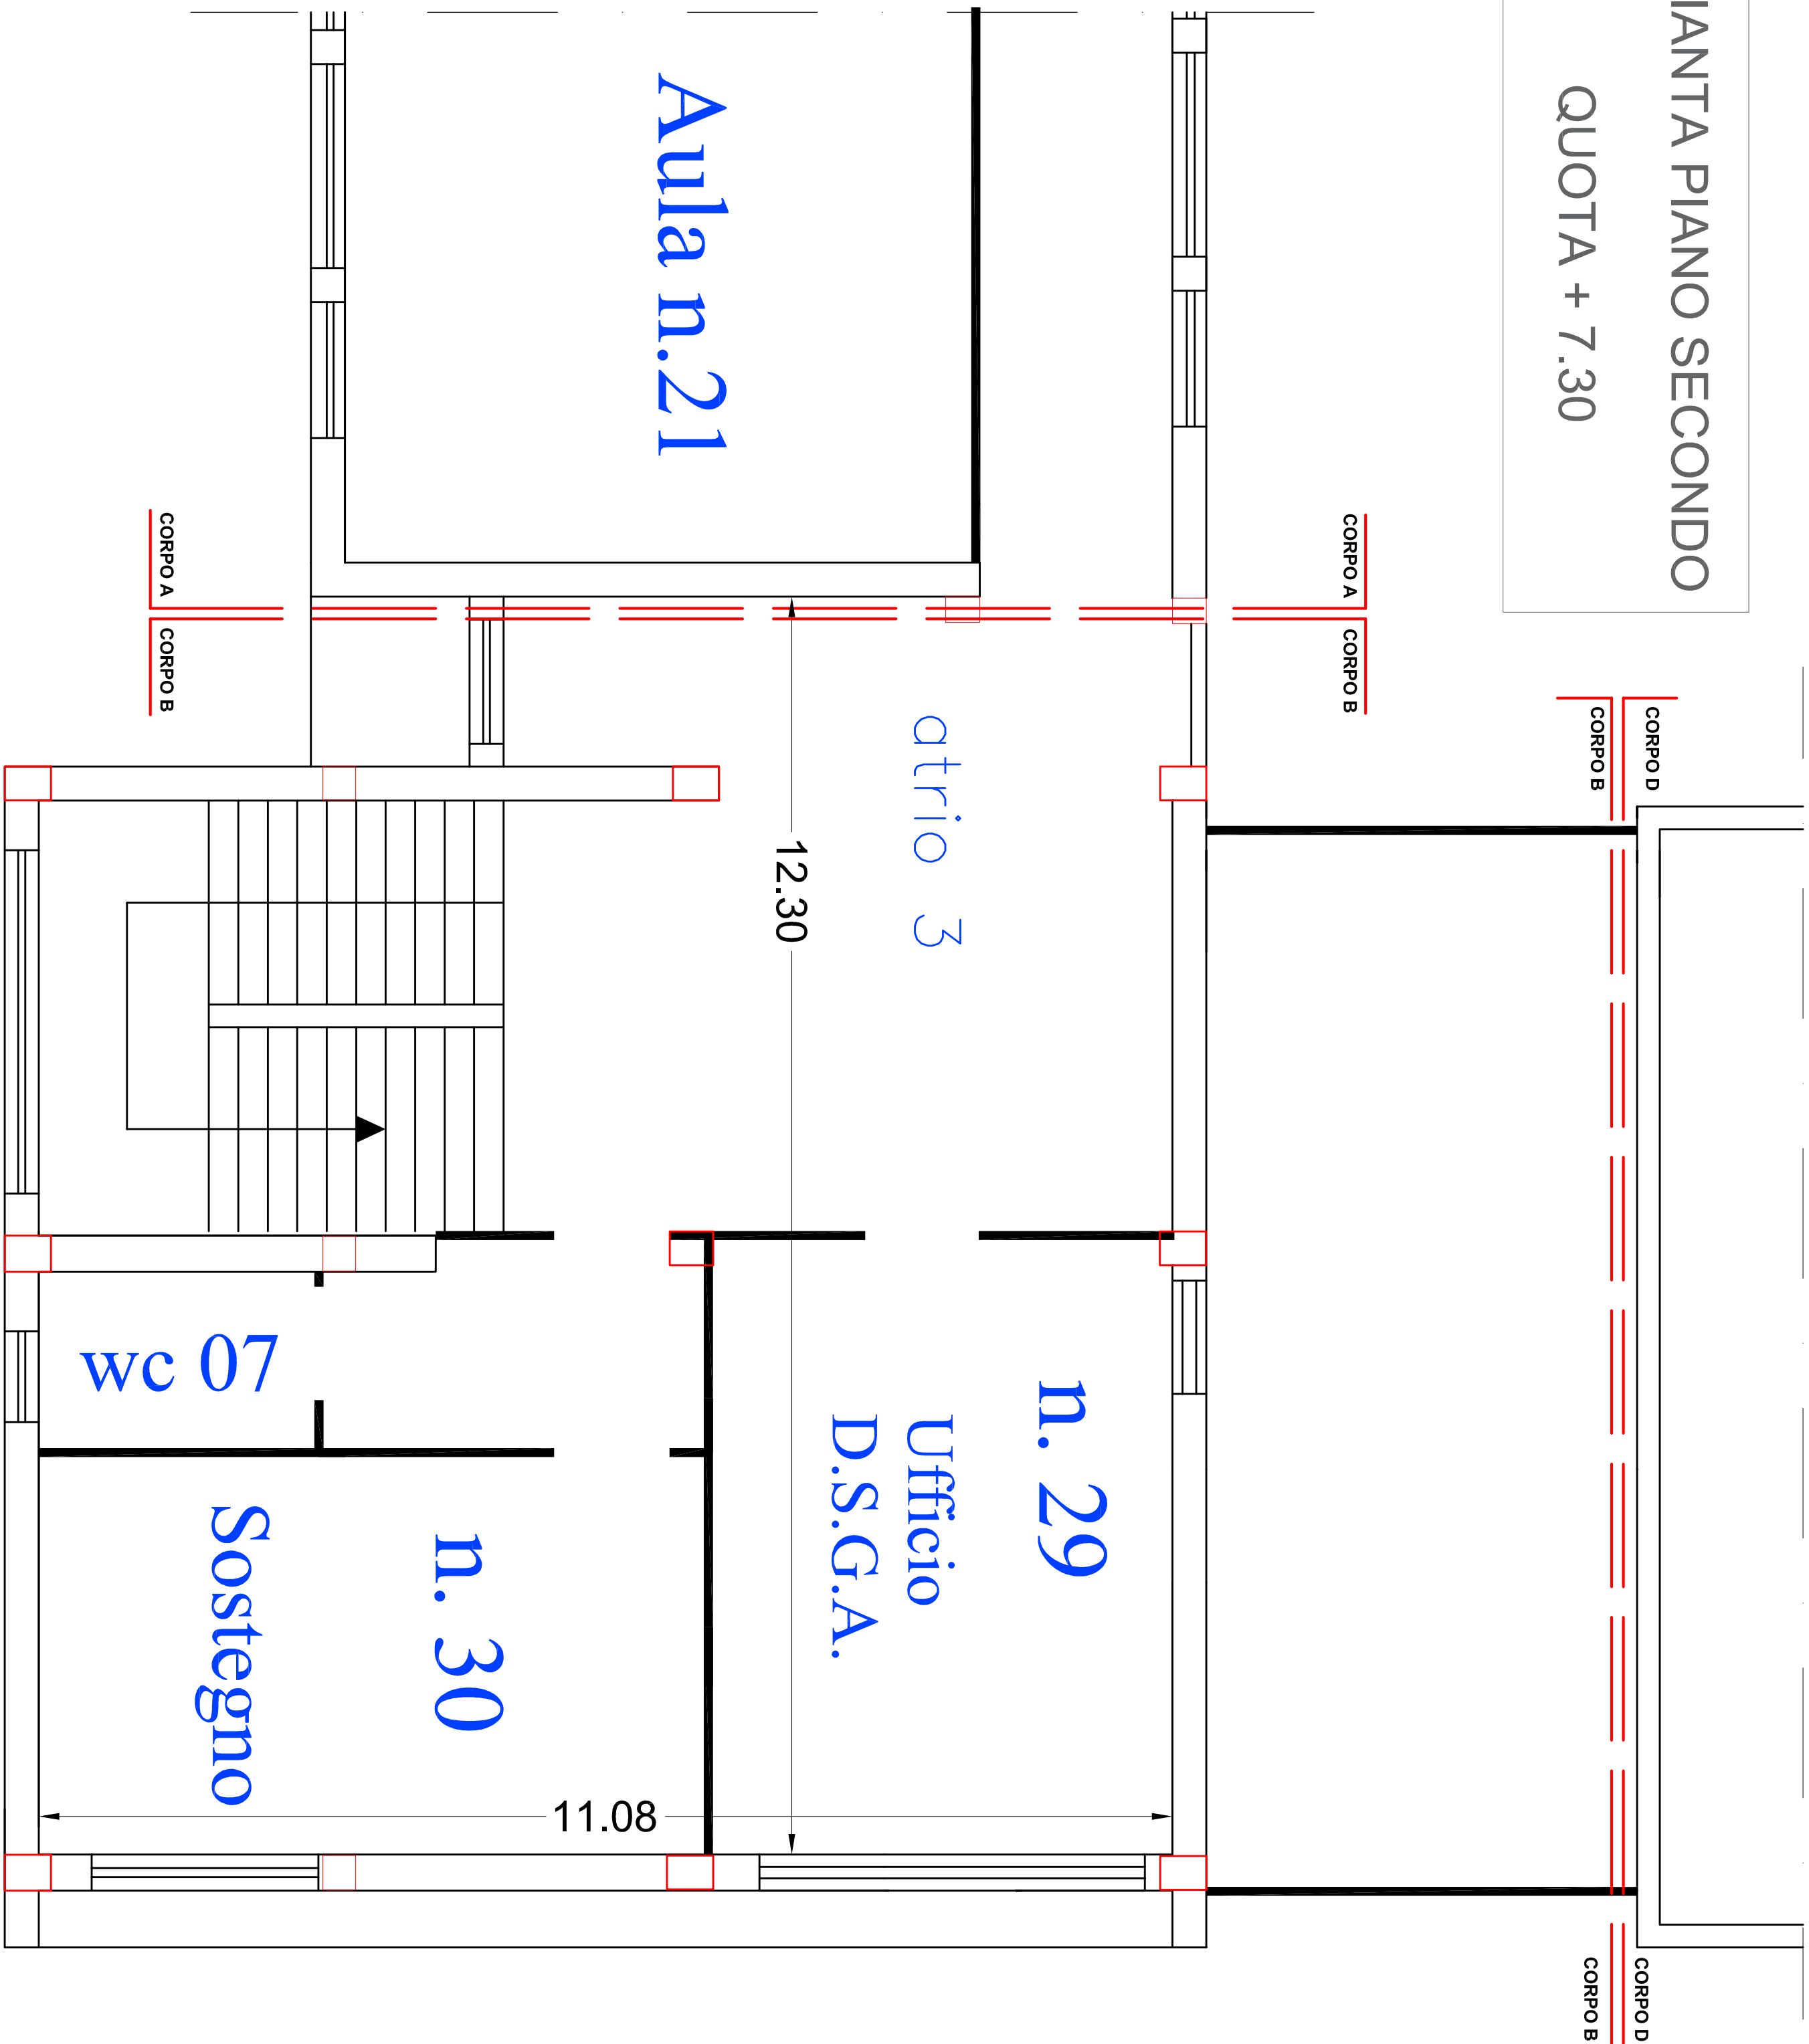 IANTA PIANO SECONDO
QUOTA + 7.30
Aula n.21
CORPO A
CORPO B
CORPO A
CORPO B
CORPO D
CORPO B
atrio 3
12.30
wc 07
n. 29
Ufficio
D.S.G.A.
n. 30
Sostegno
11.08
CORPO D
CORPO B